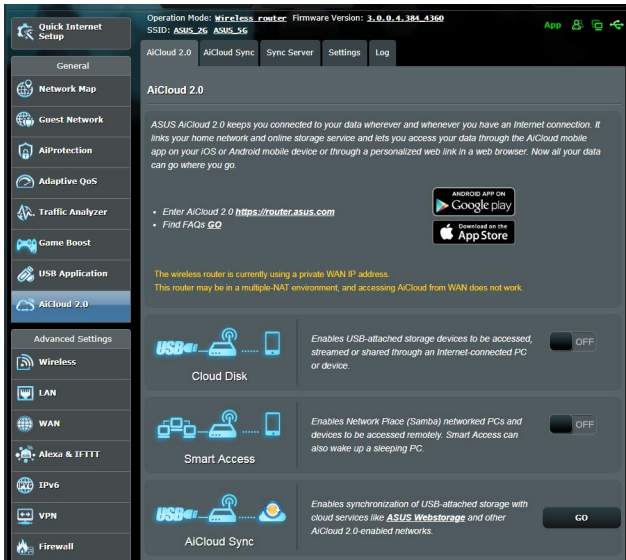 Quick Internet
Setup
Operation Mode: Wireless router Firmware Version: 3.0.0.4.384_4360
SSID: ASUS_2G ASUS_5G
App
AiCloud 2.0
AiCloud Sync
Sync Server
Settings
Log
General
Network Map
Guest Network
AiProtection
Adaptive QoS
Traffic Analyzer
Game Boost
USB Application
AiCloud 2.0
Advanced Settings
Wireless
LAN
WAN
Alexa & IFTTT
IPv6
VPN
Firewall
AiCloud 2.0
ASUS AiCloud 2.0 keeps you connected to your data wherever and whenever you have an Internet connection. It
links your home network and online storage service and lets you access your data through the AiCloud mobile
app on your iOS or Android mobile device or through a personalized web link in a web browser. Now all your data
can go where you go.
• Enter AiCloud 2.0 https://router.asus.com
• Find FAQs GO
ANDROID APP ON
Google play
Download on the
App Store
The wireless router is currently using a private WAN IP address.
This router may be in a multiple-NAT environment, and accessing AiCloud from WAN does not work.
USB
Cloud Disk
Enables USB-attached storage devices to be accessed,
streamed or shared through an Internet-connected PC
or device.
OFF
Smart Access
Enables Network Place (Samba) networked PCs and
devices to be accessed remotely. Smart Access can
also wake up a sleeping PC.
OFF
USB
AiCloud Sync
Enables synchronization of USB-attached storage with
cloud services like ASUS Webstorage and other
AiCloud 2.0-enabled networks.
GO